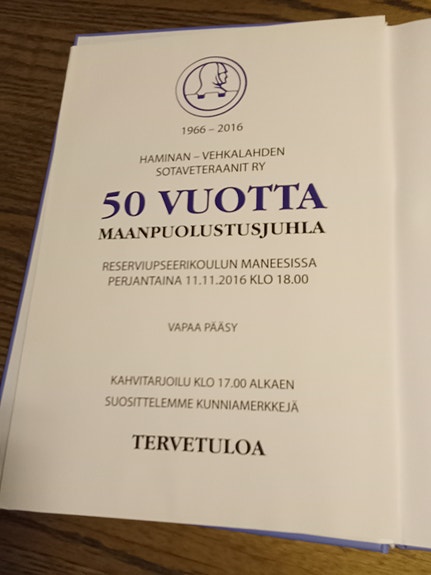 1966 – 2016
HAMINAN – VEHKALAHDEN
SOTAVETERAANIT RY
50 VUOTTA
MAANPUOLUSTUSJUHLA
RESERVIUPSEERIKOULUN MANEESISSA
PERJANTAINA 11.11.2016 KLO 18.00
VAPAA PÄÄSY
KAHVITARJOILU KLO 17.00 ALKAEN
SUOSITTELEMME KUNNIAMERKKEJÄ
TERVETULOA